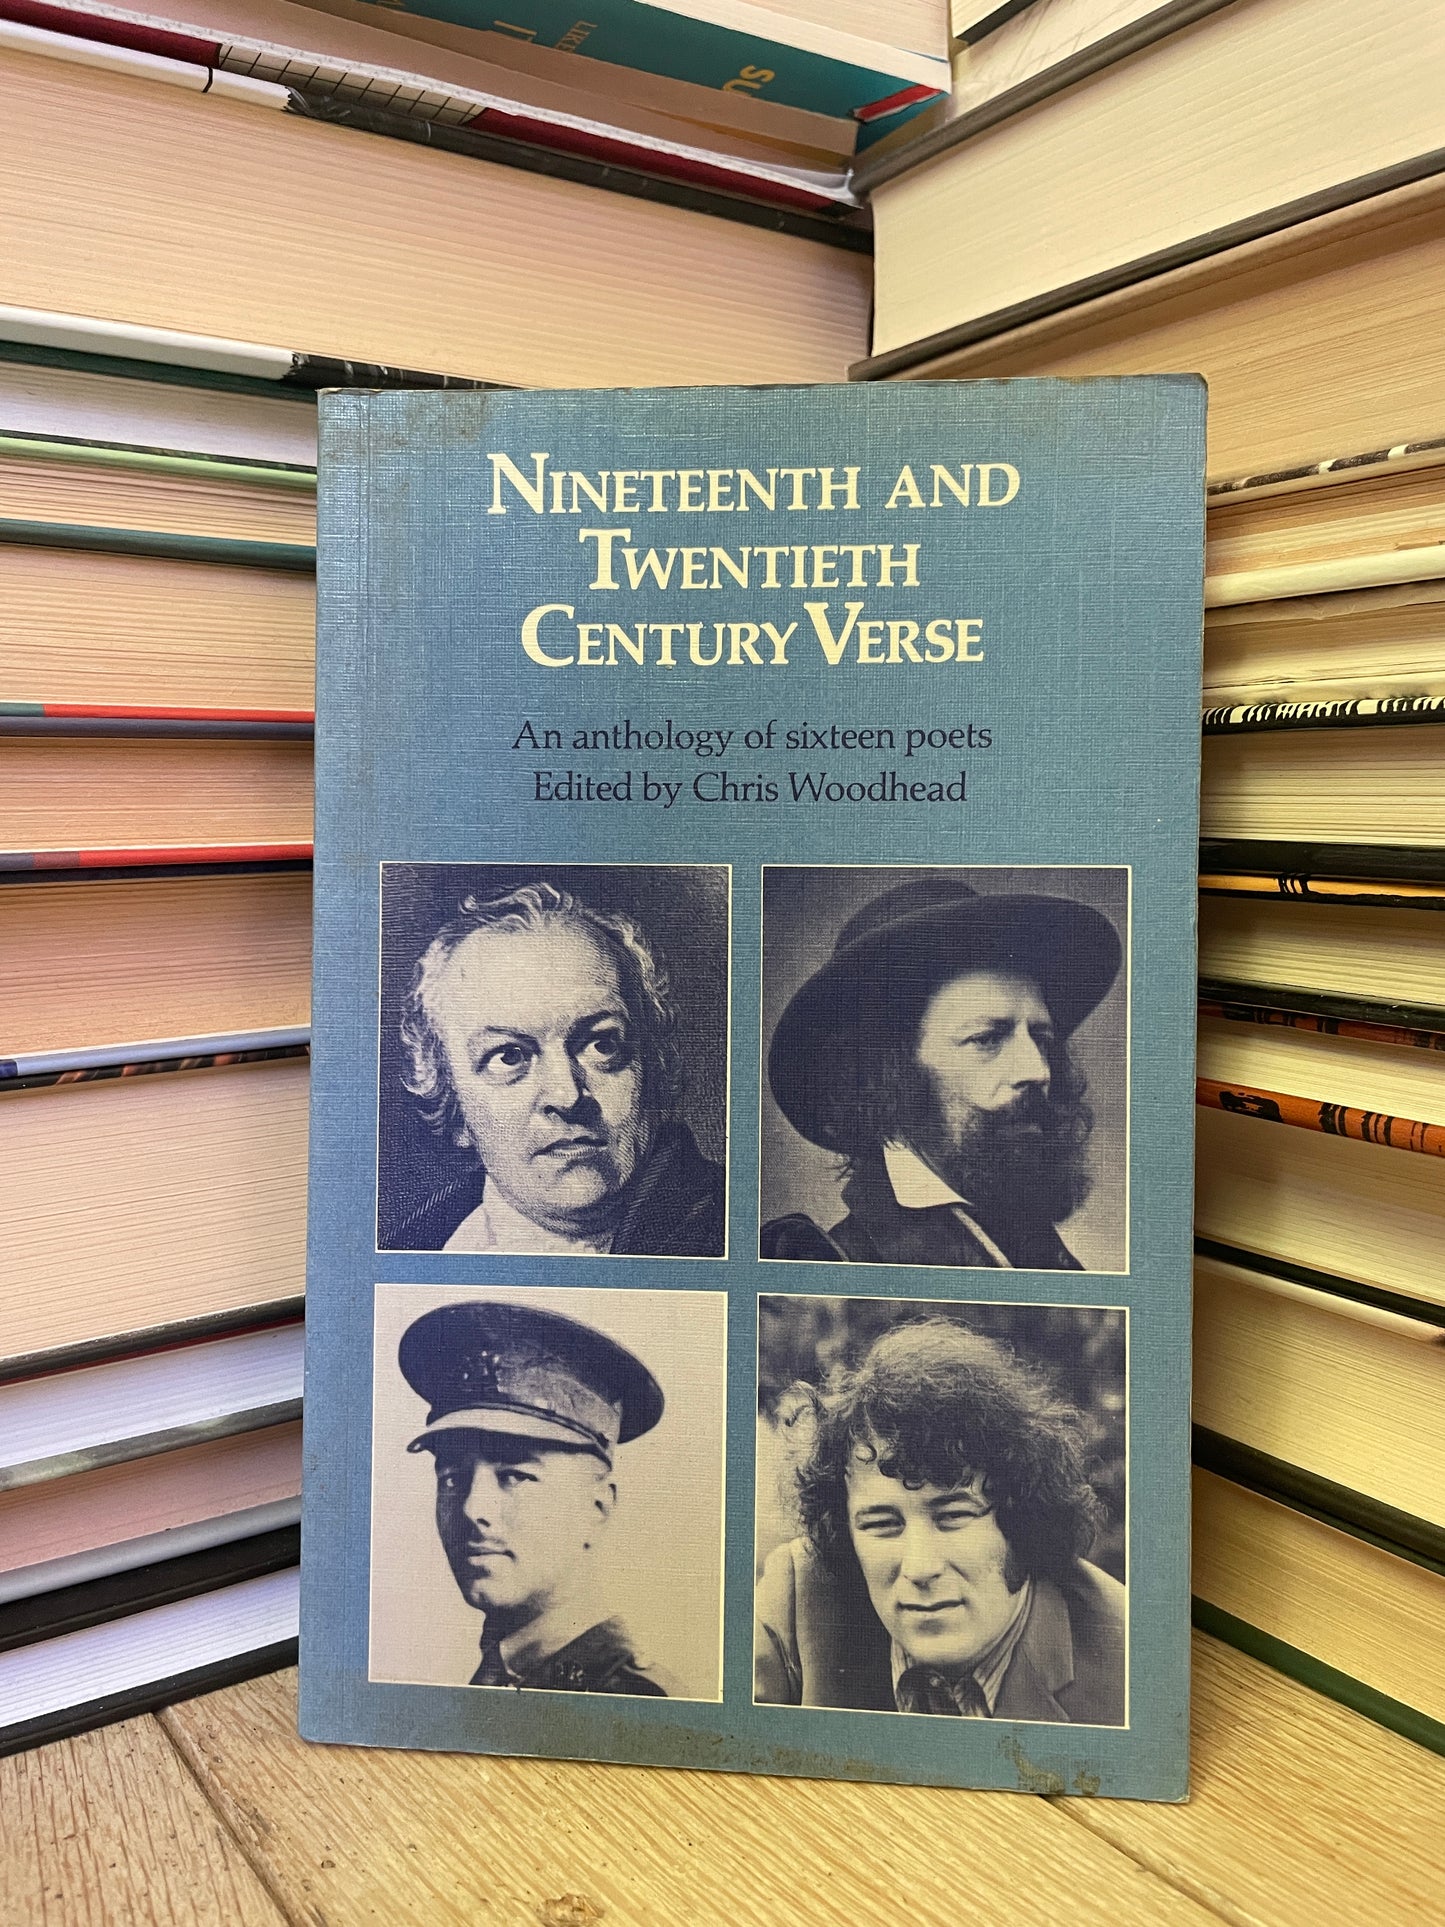 NINETEENTH AND
TWENTIETH
CENTURY VERSE
An anthology of sixteen poets
Edited by Chris Woodhead